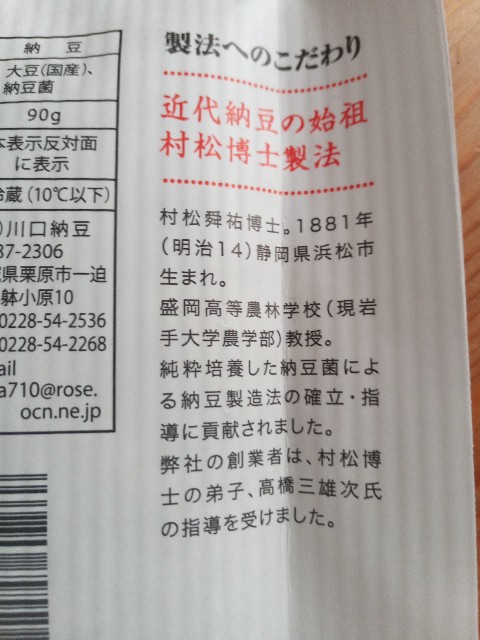 納 豆
大豆(国産)、
納豆菌
90g
表示反対面
に表示
蔵(10℃以下)
川口納豆
87-2306
県栗原市一迫
躰小原10
0228-54-2536
0228-54-2268
ail
a710@rose.
ocn.ne.jp
製法へのこだわり
近代納豆の始祖
村松博士製法
村松舜祐博士。1881年
(明治14)静岡県浜松市
生まれ。
盛岡高等農林学校(現岩
手大学農学部)教授。
純粋培養した納豆菌によ
る納豆製造法の確立・指
導に貢献されました。
弊社の創業者は、村松博
士の弟子、高橋三雄次氏
の指導を受けました。